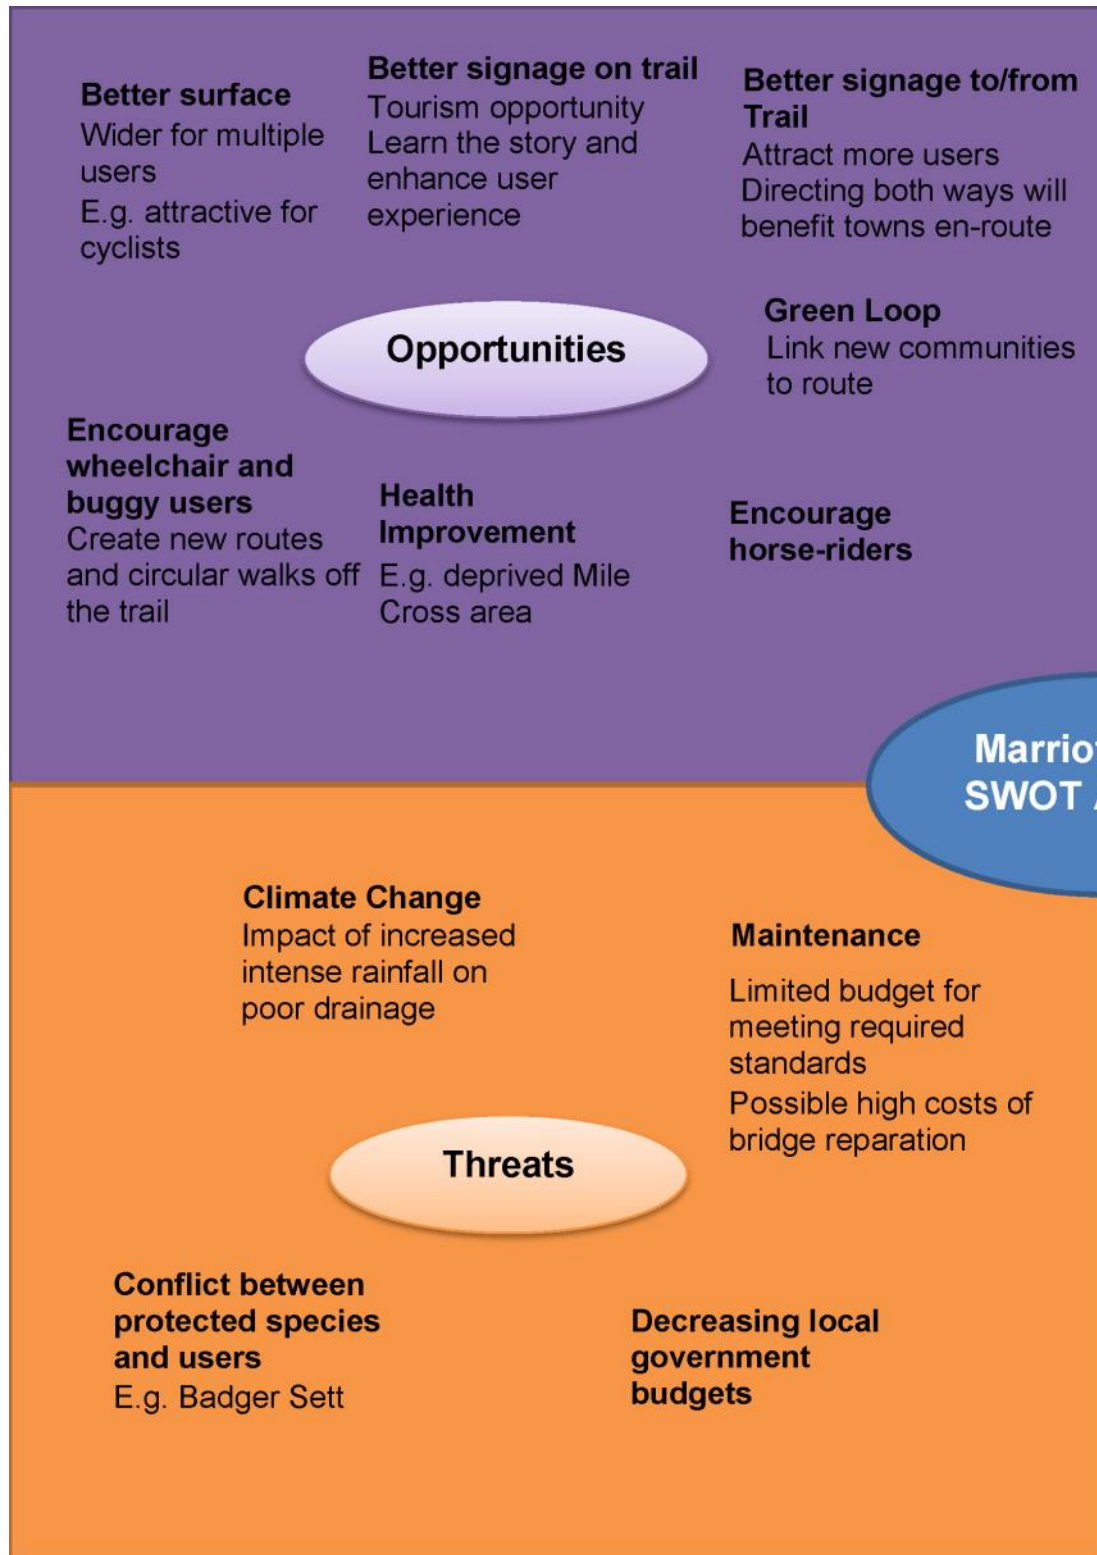 Better surface
Wider for multiple
users
E.g. attractive for
cyclists
Better signage on trail
Tourism opportunity
Learn the story and
enhance user
experience
Better signage to/from
Trail
Attract more users
Directing both ways will
benefit towns en-route
Green Loop
Link new communities
to route
Opportunities
Encourage
wheelchair and
buggy users
Create new routes
and circular walks off
the trail
Health
Improvement
E.g. deprived Mile
Cross area
Encourage
horse-riders
Marrio
SWOT
Climate Change
Impact of increased
intense rainfall on
poor drainage
Maintenance
Limited budget for
meeting required
standards
Possible high costs of
bridge reparation
Threats
Conflict between
protected species
and users
E.g. Badger Sett
Decreasing local
government
budgets